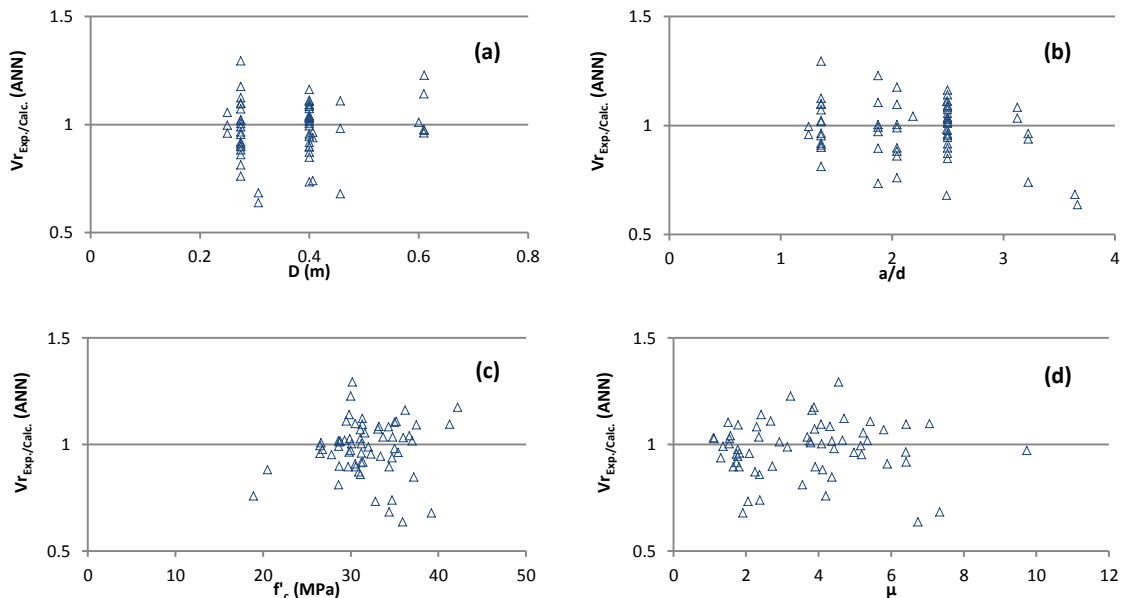 1.5
(a)
Vr Exp./Calc. (ANN)
1
0.5
0 0.2 0.4 0.6 0.8
D (m)
1.5
(b)
Vr Exp./Calc. (ANN)
1
0.5
0 1 2 3 4
a/d
1.5
(c)
Vr Exp./Calc. (ANN)
1
0.5
0 10 20 30 40 50
f'c (MPa)
1.5
(d)
Vr Exp./Calc. (ANN)
1
0.5
0 2 4 6 8 10 12
μ